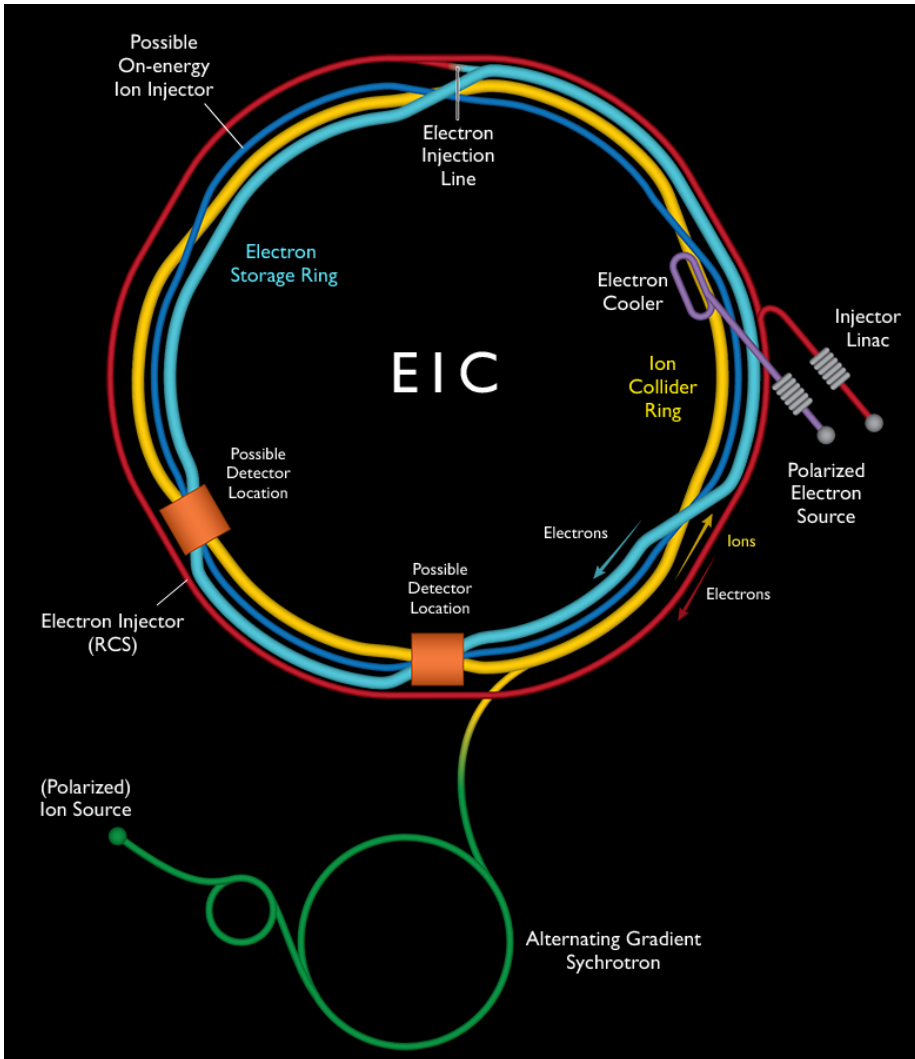 Possible
On-energy
Ion Injector
Electron
Injection
Line
Electron
Storage Ring
Electron
Cooler
Injector
Linac
EIC
Ion
Collider
Ring
Possible
Detector
Location
Polarized
Electron
Source
Electrons
Ions
Possible
Detector
Location
Electrons
Electron Injector
(RCS)
(Polarized)
Ion Source
Alternating Gradient
Sychrotron